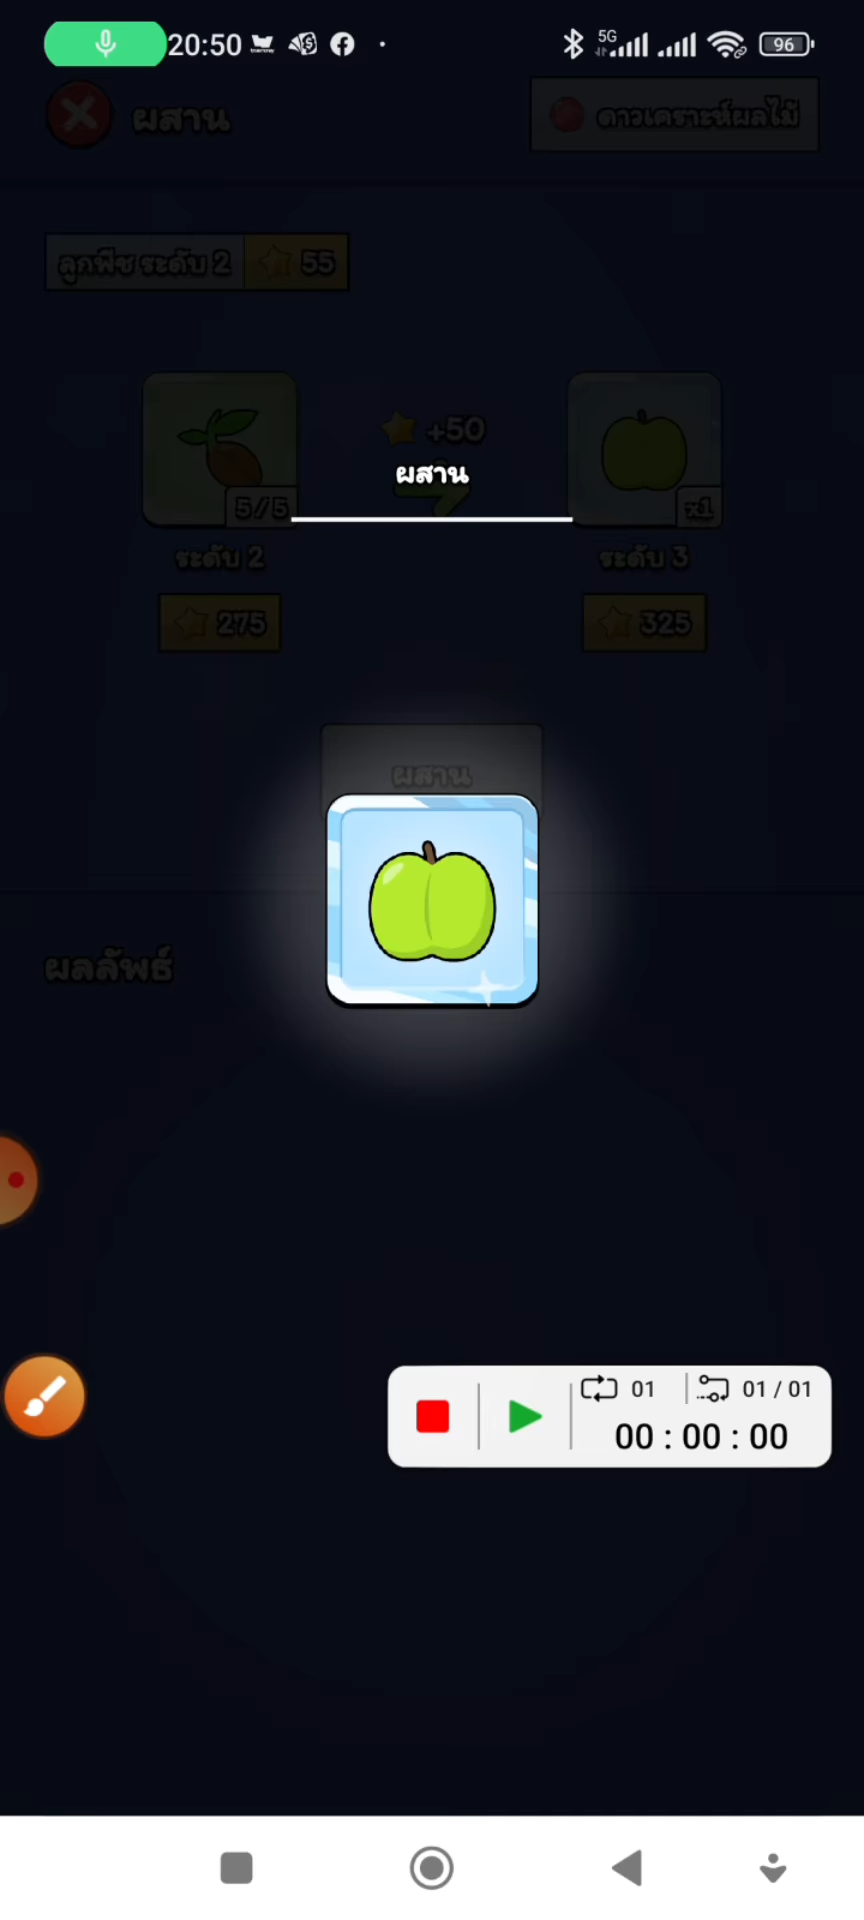 20:50
5G
96
ผสาน
ดาวเคราะห์ผลไม้
ลูกพีช ระดับ 2
55
+50
ผสาน
5/5
x1
ระดับ 2
ระดับ 3
275
325
ผสาน
ผลลัพธ์
01
01 / 01
00 : 00 : 00